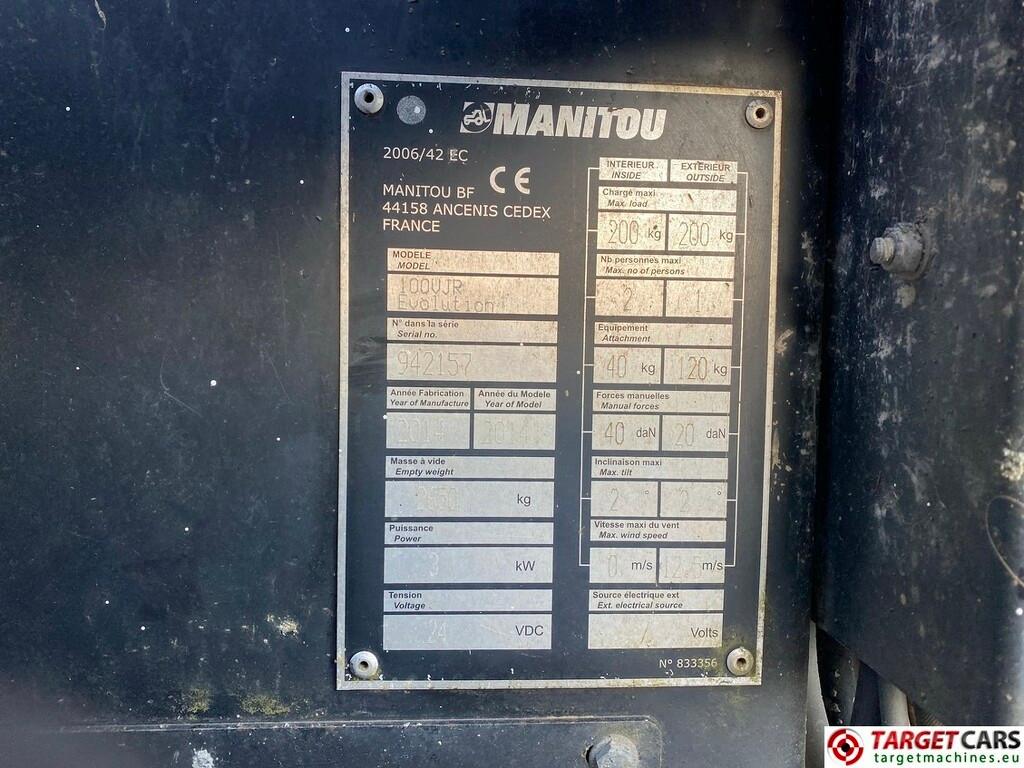 MANITOU
2006/42 EC
CE
MANITOU BF
44158 ANCENIS CEDEX
FRANCE
MODELE
MODEL
100VJR
Evolution
N° dans la série
Serial no.
942157
Année Fabrication Année du Modele
Year of Manufacture Year of Model
2014 2014
Masse à vide
Empty weight
kg
Puissance
Power
3 kW
Tension
Voltage
24 VDC
INTERIEUR EXTERIEUR
INSIDE OUTSIDE
Charge maxi
Max. load
200 kg 200 kg
Nb personnes maxi
Max. no of persons
2 1
Equipement
Attachment
40 kg 120 kg
Forces manuelles
Manual forces
40 daN 20 daN
Inclinaison maxi
Max. tilt
2 ° 2 °
Vitesse maxi du vent
Max. wind speed
0 m/s 12.5 m/s
Source électrique ext
Ext. electrical source
/ Volts
N° 833356
TARGETCARS
targetmachines.eu